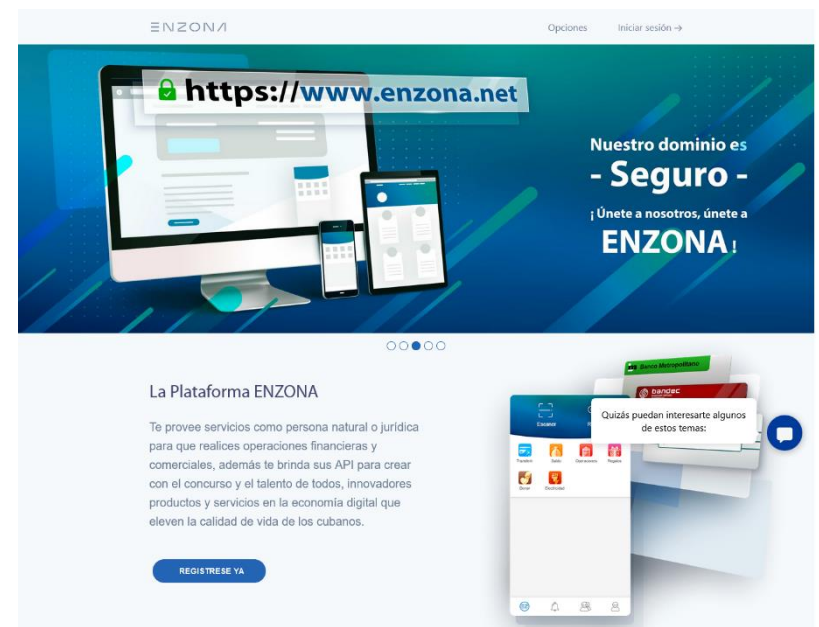 ENZONA
Opciones
Iniciar sesión →
https://www.enzona.net
Nuestro dominio es
- Seguro -
¡Únete a nosotros, únete a
ENZONA!
La Plataforma ENZONA
Te provee servicios como persona natural o jurídica
para que realices operaciones financieras y
comerciales, además te brinda sus API para crear
con el concurso y el talento de todos, innovadores
productos y servicios en la economía digital que
eleven la calidad de vida de los cubanos.
REGISTRESE YA
Banco Metropolitano
bandec
Quizás puedan interesarte algunos
de estos temas:
Escanear
Donar
Electricidad